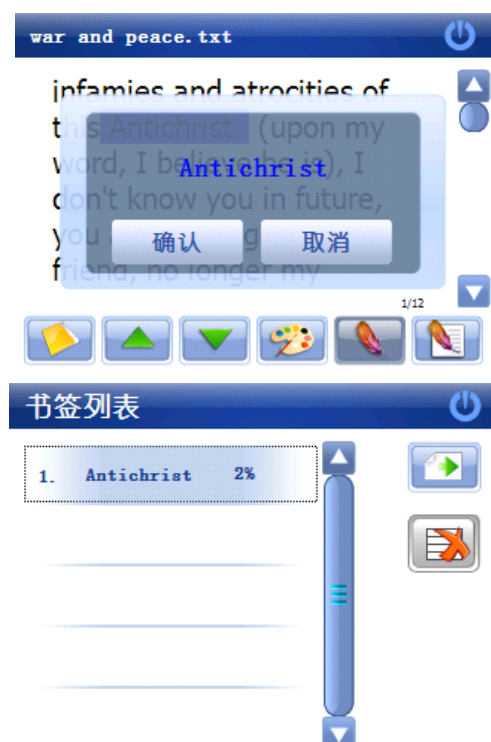 war and peace.txt
infamies and atrocities of
this Antichrist (upon my
word, I believe he is), I
Antichrist
don't know you in future,
确认 取消
friend, no longer my
1/12
书签列表
1. Antichrist 2%